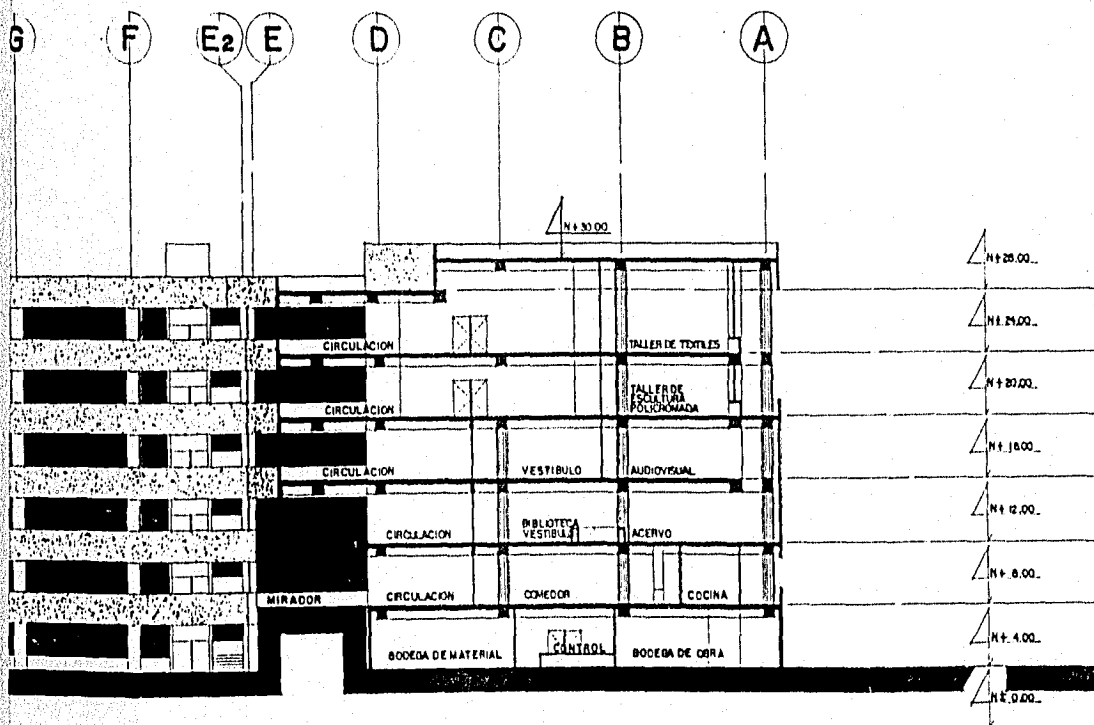 G F E2 E D C B A
N+30.00
N+28.00
N+24.00
CIRCULACION TALLER DE TEXTILES
N+20.00
TALLER DE
ESCULTURA
POLICROMADA
CIRCULACION
N+16.00
CIRCULACION VESTIBULO AUDIOVISUAL
N+12.00
BIBLIOTECA
CIRCULACION VESTIBULO ACERVO
N+8.00
MIRADOR CIRCULACION COMEDOR COCINA
N+4.00
BODEGA DE MATERIAL CONTROL BODEGA DE OBRA
N±0.00